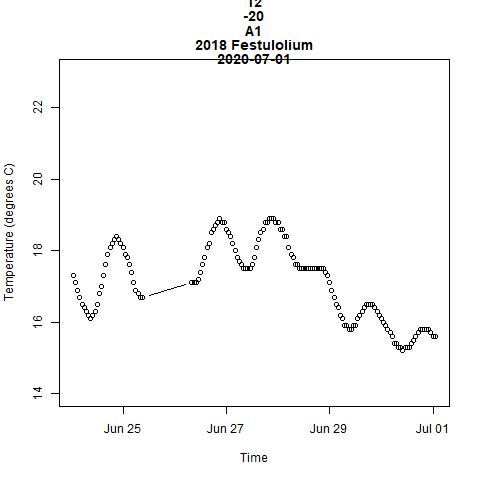 T2
-20
A1
2018 Festulolium
2020-07-01
Temperature (degrees C)
22
20
18
16
14
Jun 25
Jun 27
Jun 29
Jul 01
Time